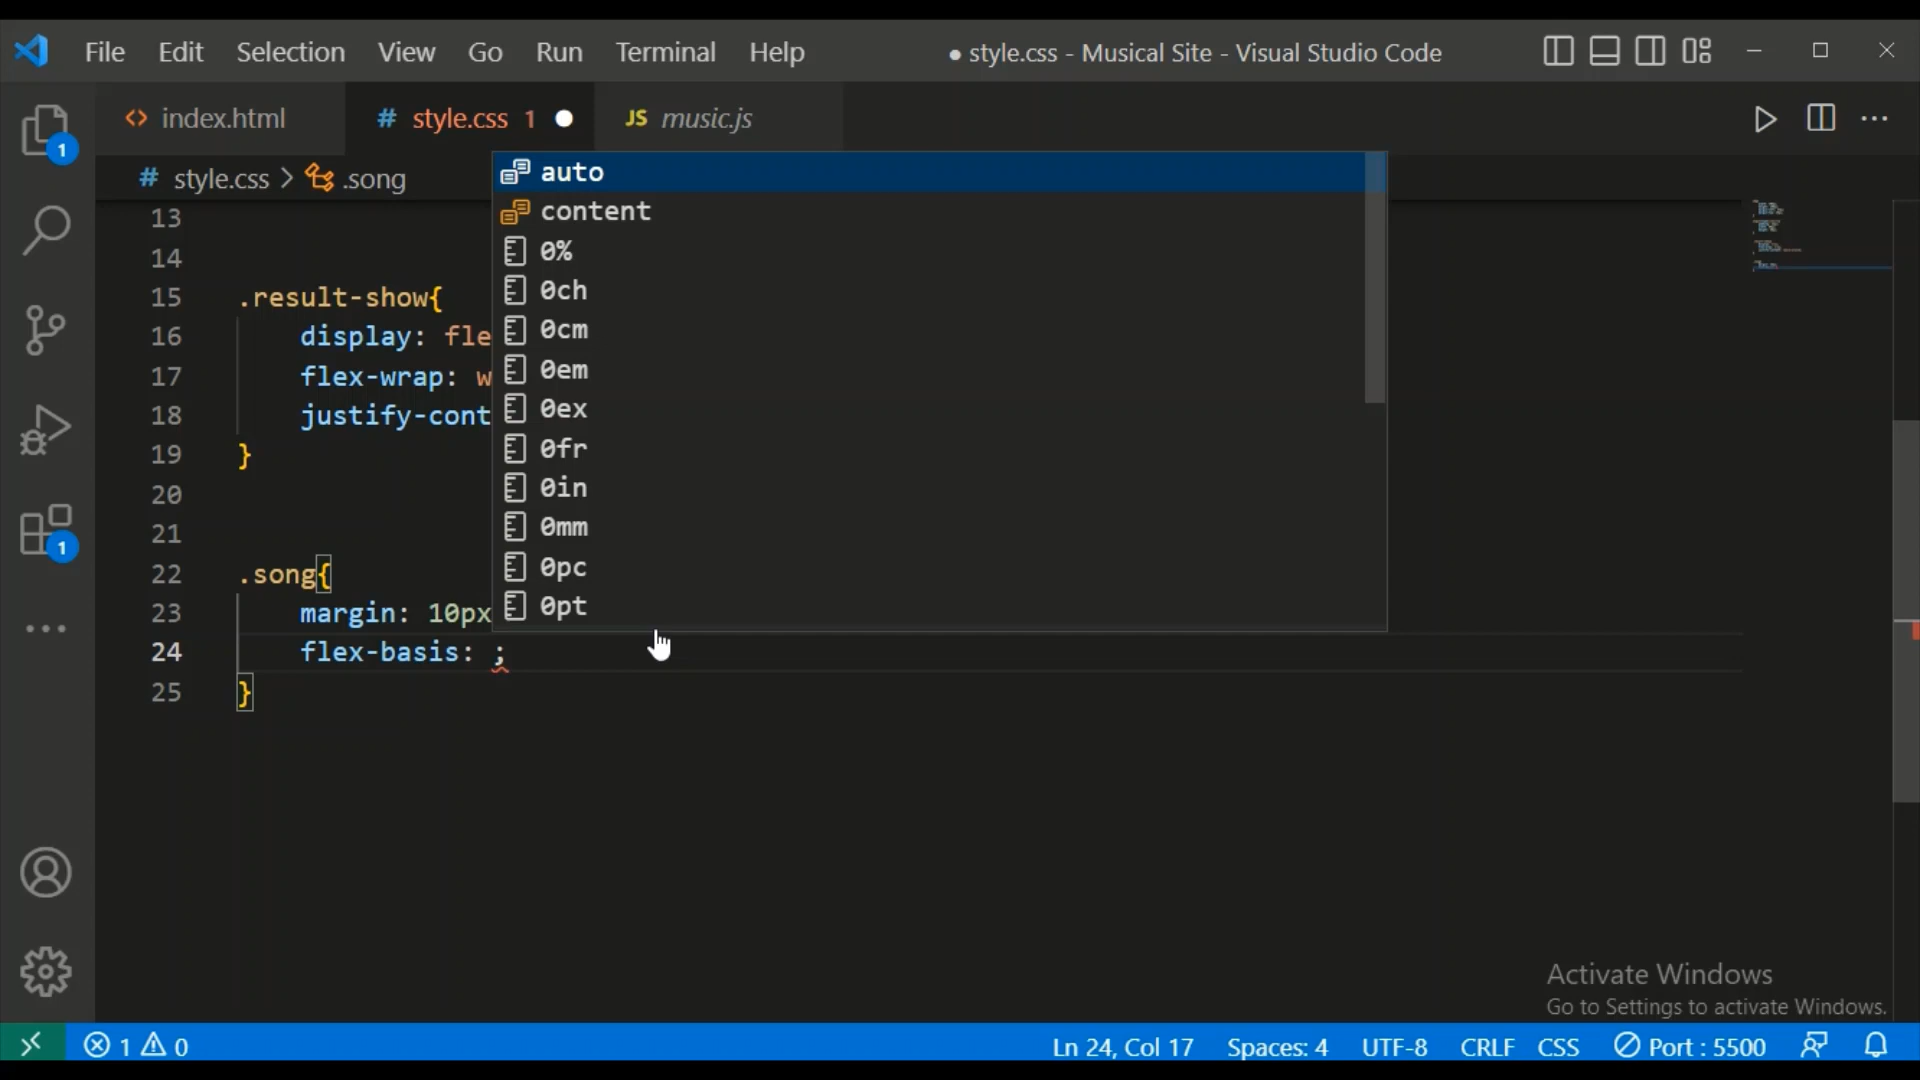 File Edit Selection View Go Run Terminal Help ● style.css - Musical Site - Visual Studio Code
<> index.html # style.css 1 ● JS music.js
1
# style.css > .song
auto
content
0%
0ch
0cm
0em
0ex
0fr
0in
0mm
0pc
0pt
13
14
15 .result-show{
16 display: fle
17 flex-wrap: w
18 justify-cont
19 }
20
21
22 .song{
23 margin: 10px
24 flex-basis: ;
25 }
1
Activate Windows
Go to Settings to activate Windows.
1 0 Ln 24, Col 17 Spaces: 4 UTF-8 CRLF CSS Port : 5500